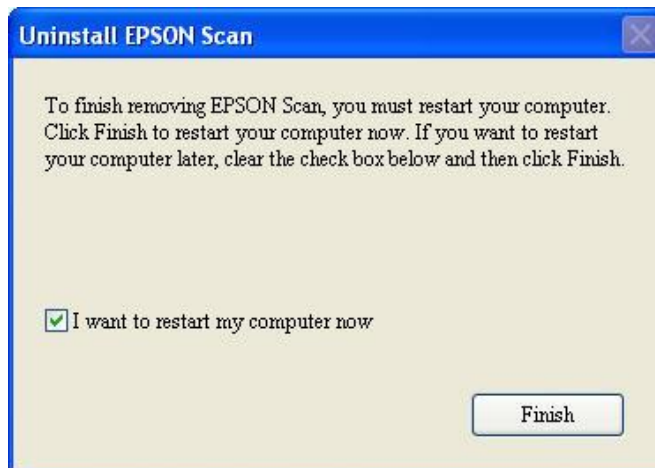 Uninstall EPSON Scan
To finish removing EPSON Scan, you must restart your computer.
Click Finish to restart your computer now. If you want to restart
your computer later, clear the check box below and then click Finish.
I want to restart my computer now
Finish